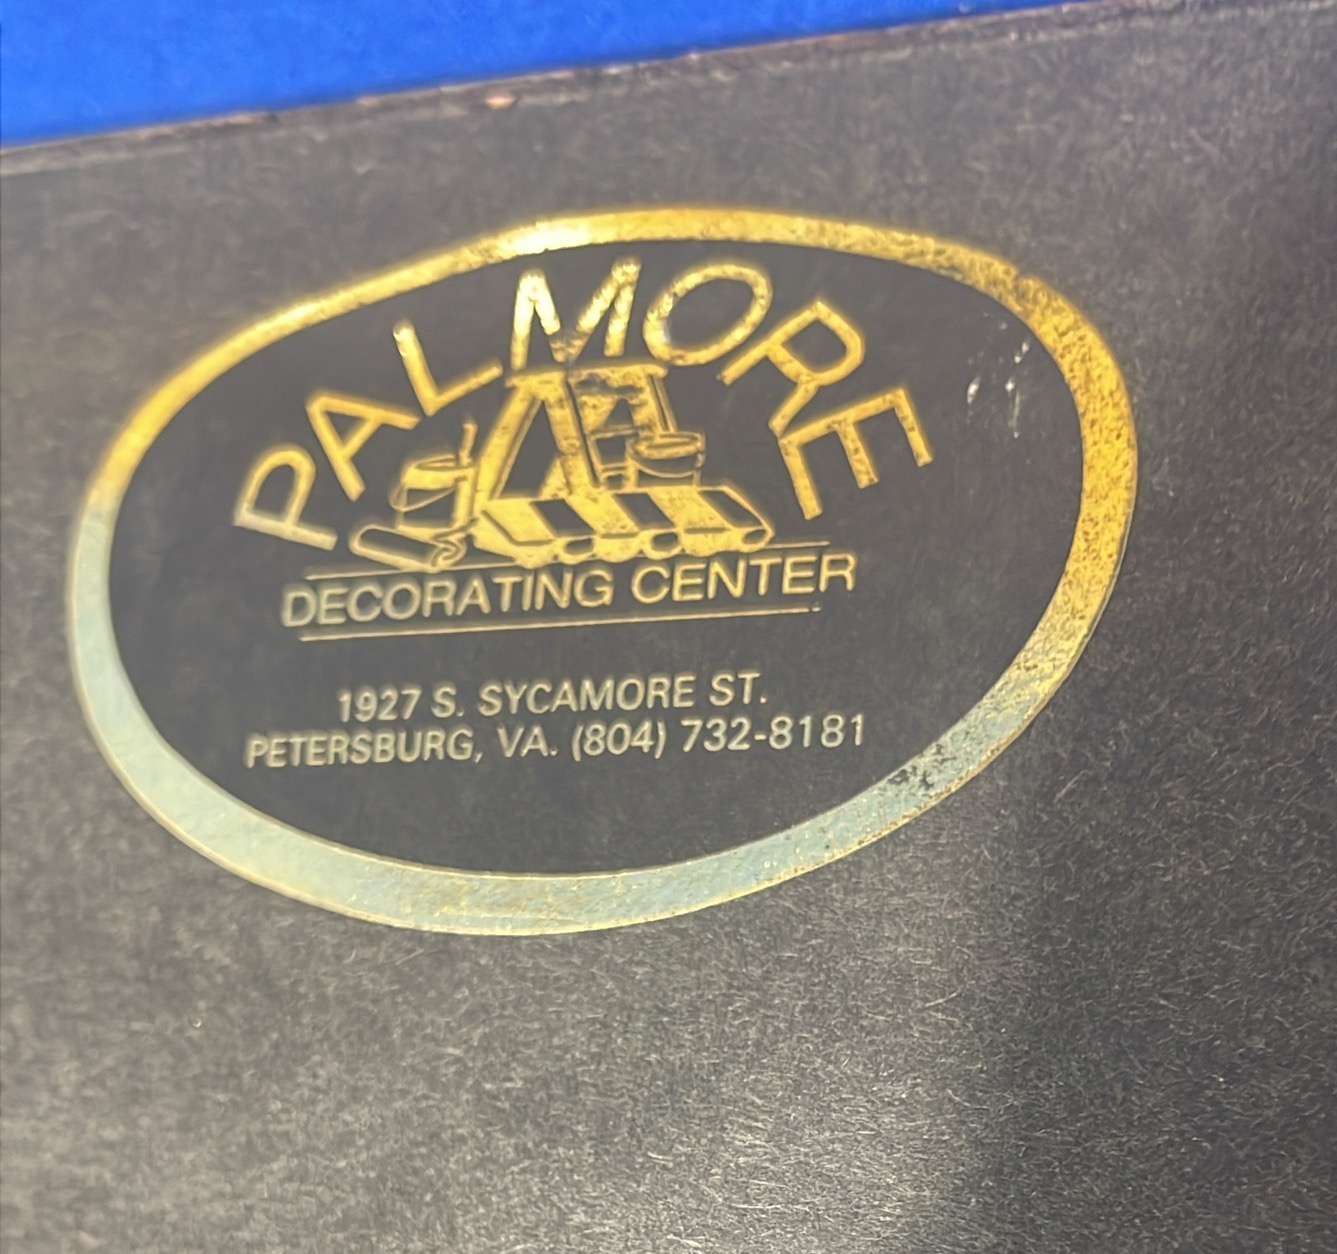 PALMORE
DECORATING CENTER
1927 S. SYCAMORE ST.
PETERSBURG, VA. (804) 732-8181